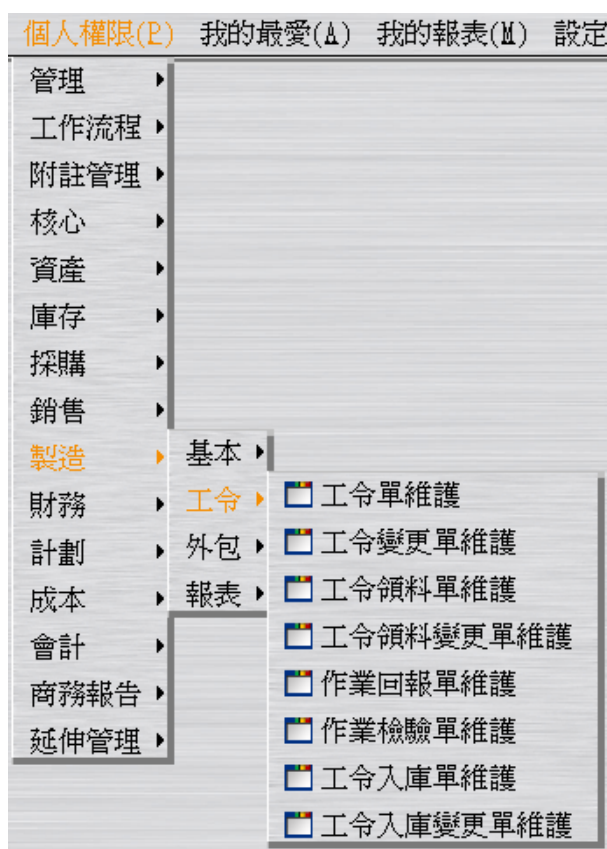 個人權限(P) 我的最愛(A) 我的報表(M) 設定
管理
工作流程
附註管理
核心
資產
庫存
採購
銷售
製造
財務
計劃
成本
會計
商務報告
延伸管理
基本
工令
外包
報表
工令單維護
工令變更單維護
工令領料單維護
工令領料變更單維護
作業回報單維護
作業檢驗單維護
工令入庫單維護
工令入庫變更單維護